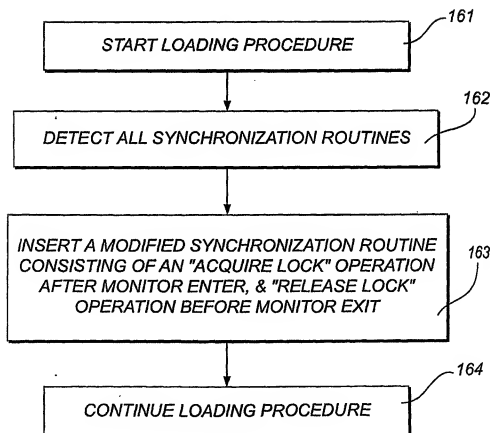 161
START LOADING PROCEDURE
162
DETECT ALL SYNCHRONIZATION ROUTINES
INSERT A MODIFIED SYNCHRONIZATION ROUTINE
CONSISTING OF AN "ACQUIRE LOCK" OPERATION
AFTER MONITOR ENTER, & "RELEASE LOCK"
OPERATION BEFORE MONITOR EXIT
163
164
CONTINUE LOADING PROCEDURE